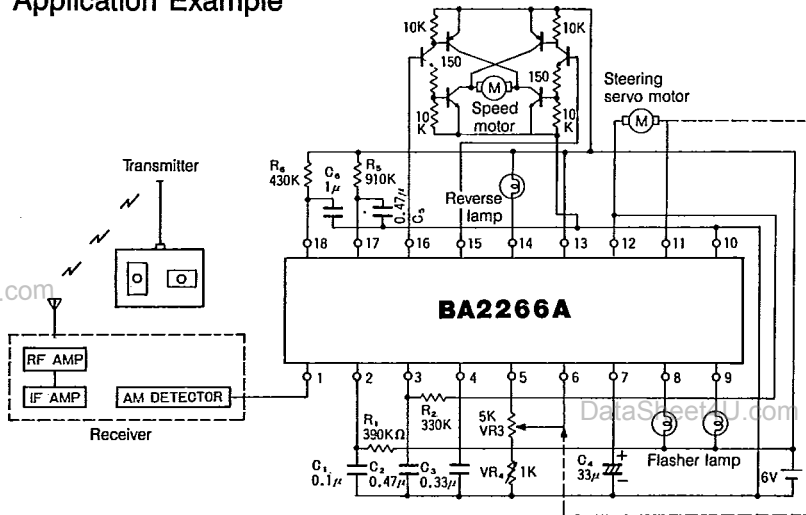 Application Example
10K
10K
150
150
M
Speed
motor
10
K
10
K
Steering
servo motor
M
Transmitter
R₆
430K
C₆
1μ
R₅
910K
0.47μ
C₅
Reverse
lamp
18
17
16
15
14
13
12
11
10
BA2266A
.com
RF AMP
IF AMP
AM DETECTOR
Receiver
1
2
3
4
5
6
7
8
9
R₁
390KΩ
R₂
330K
5K
VR3
VR₄
1K
C₁
0.1μ
C₂
0.47μ
C₃
0.33μ
C₄
33μ
+
−
DataSheet4U.com
Flasher lamp
6V